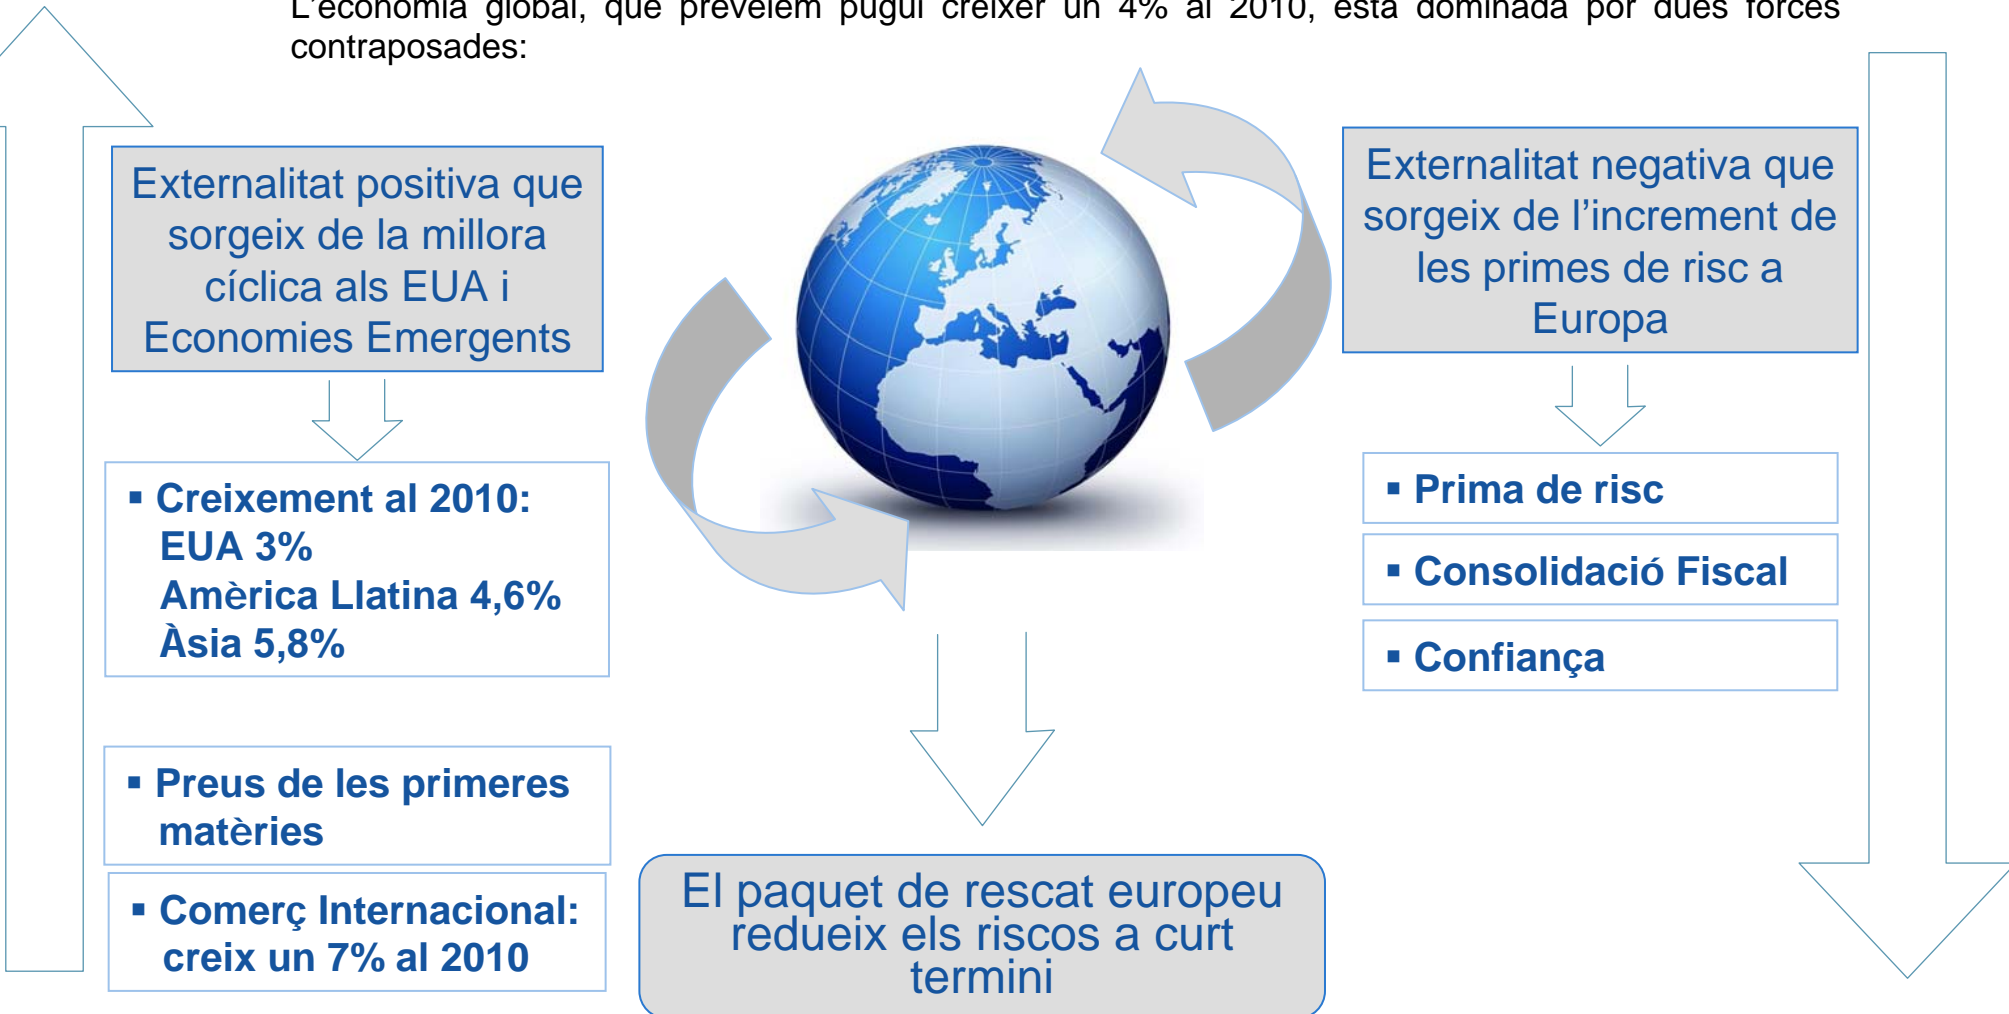 L'economia global, que preveiem pugui créixer un 4% al 2010, està dominada por dues forces
contraposades:
Externalitat positiva que
sorgeix de la millora
cíclica als EUA i
Economies Emergents
▪ Creixement al 2010:
EUA 3%
Amèrica Llatina 4,6%
Àsia 5,8%
▪ Preus de les primeres
matèries
▪ Comerç Internacional:
creix un 7% al 2010
Externalitat negativa que
sorgeix de l'increment de
les primes de risc a
Europa
▪ Prima de risc
▪ Consolidació Fiscal
▪ Confiança
El paquet de rescat europeu
redueix els riscos a curt
termini